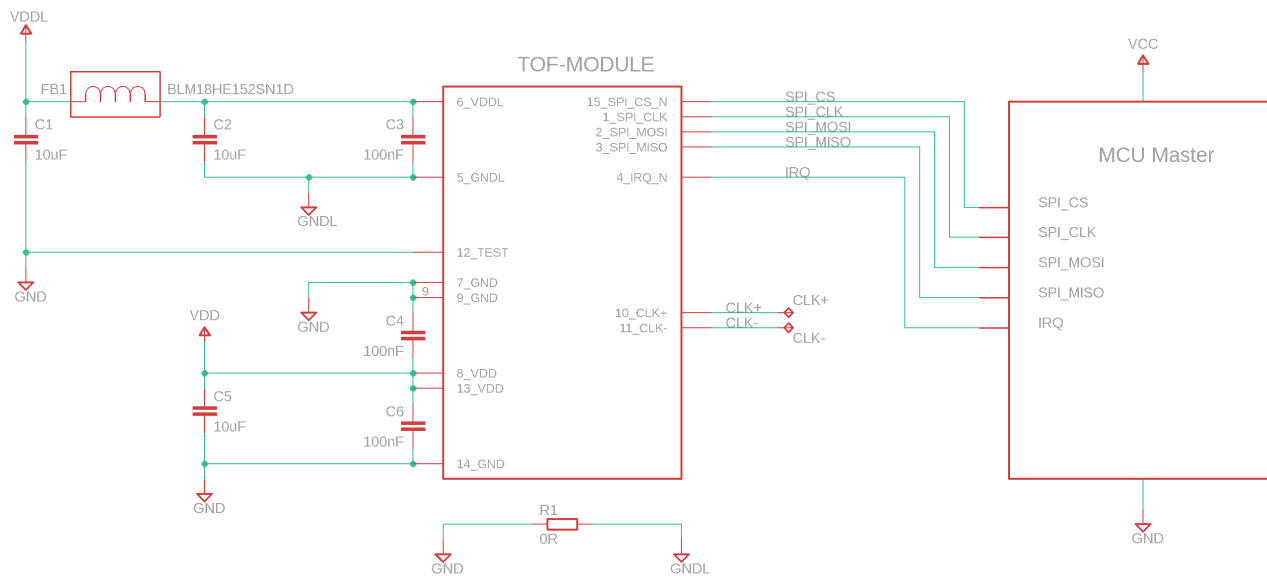 VDDL
FB1
BLM18HE152SN1D
C1
10uF
C2
10uF
C3
100nF
GNDL
GND
GND
9
C4
100nF
VDD
C5
10uF
C6
100nF
GND
TOF-MODULE
6_VDDL
5_GNDL
12_TEST
7_GND
9_GND
8_VDD
13_VDD
14_GND
15_SPI_CS_N
1_SPI_CLK
2_SPI_MOSI
3_SPI_MISO
4_IRQ_N
10_CLK+
11_CLK-
SPI_CS
SPI_CLK
SPI_MOSI
SPI_MISO
IRQ
CLK+
CLK-
CLK+
CLK-
VCC
MCU Master
SPI_CS
SPI_CLK
SPI_MOSI
SPI_MISO
IRQ
GND
R1
0R
GND
GNDL